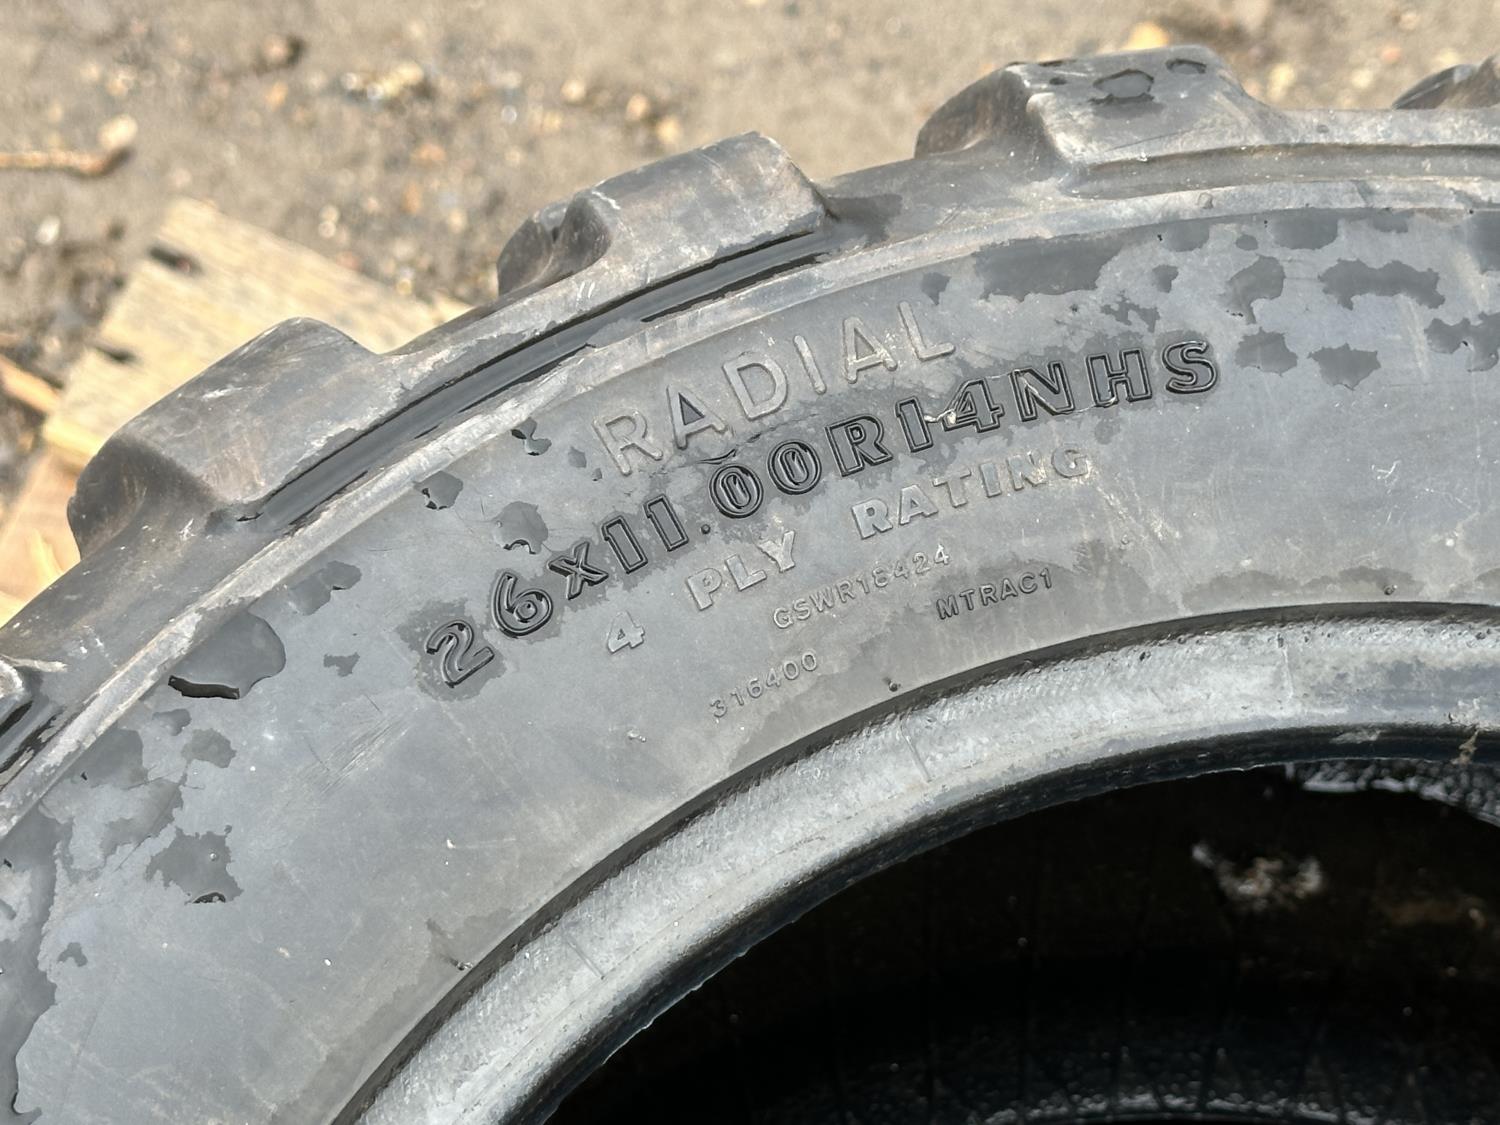 RADIAL
26x11.00R14NHS
4 PLY RATING
GSWR18424
MTRAC1
316400